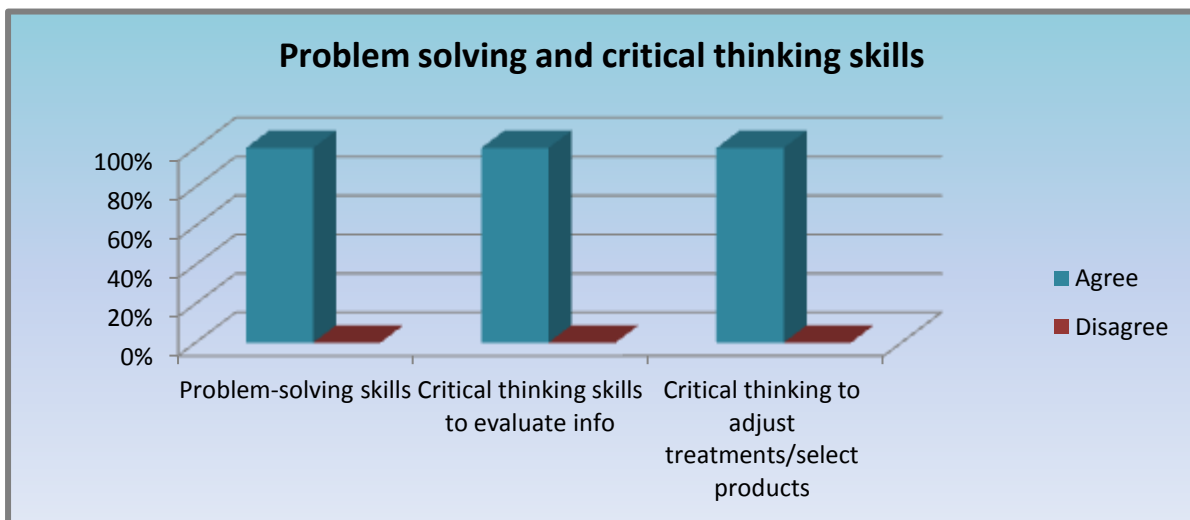 Problem solving and critical thinking skills
100%
80%
60%
40%
20%
0%
Problem-solving skills
Critical thinking skills
to evaluate info
Critical thinking to
adjust
treatments/select
products
Agree
Disagree